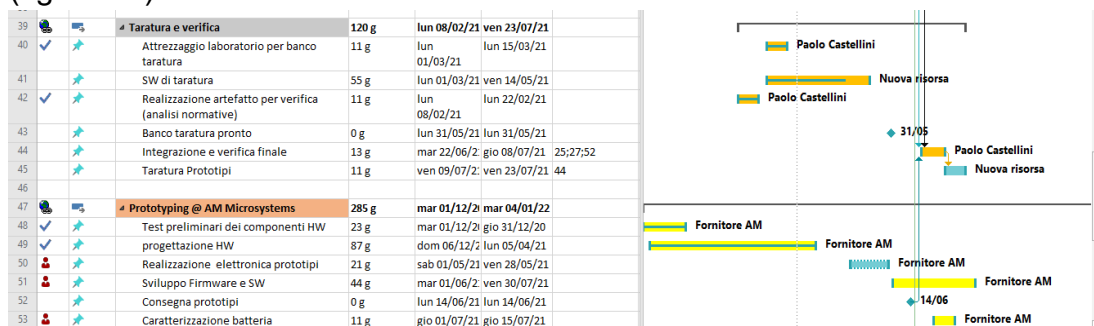 39 Taratura e verifica 120 g lun 08/02/21 ven 23/07/21
40 Attrezzaggio laboratorio per banco taratura 11 g lun 01/03/21 lun 15/03/21 Paolo Castellini
41 SW di taratura 55 g lun 01/03/21 ven 14/05/21 Nuova risorsa
42 Realizzazione artefatto per verifica (analisi normative) 11 g lun 08/02/21 lun 22/02/21 Paolo Castellini
43 Banco taratura pronto 0 g lun 31/05/21 lun 31/05/21 31/05
44 Integrazione e verifica finale 13 g mar 22/06/2 gio 08/07/21 25;27;52 Paolo Castellini
45 Taratura Prototipi 11 g ven 09/07/2 ven 23/07/21 44 Nuova risorsa
46
47 Prototyping @ AM Microsystems 285 g mar 01/12/2 mar 04/01/22
48 Test preliminari dei componenti HW 23 g mar 01/12/2 gio 31/12/20 Fornitore AM
49 progettazione HW 87 g dom 06/12/2 lun 05/04/21 Fornitore AM
50 Realizzazione elettronica prototipi 21 g sab 01/05/21 ven 28/05/21 Fornitore AM
51 Sviluppo Firmware e SW 44 g mar 01/06/2 ven 30/07/21 Fornitore AM
52 Consegna prototipi 0 g lun 14/06/21 lun 14/06/21 14/06
53 Caratterizzazione batteria 11 g gio 01/07/21 gio 15/07/21 Fornitore AM